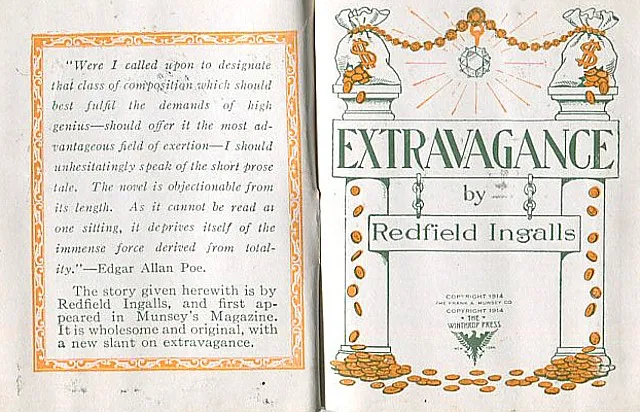 "Were I called upon to designate
that class of composition which should
best fulfil the demands of high
genius—should offer it the most ad-
vantageous field of exertion—I should
unhesitatingly speak of the short prose
tale. The novel is objectionable from
its length. As it cannot be read at
one sitting, it deprives itself of the
immense force derived from total-
ity."—Edgar Allan Poe.
The story given herewith is by
Redfield Ingalls, and first ap-
peared in Munsey's Magazine.
It is wholesome and original, with
a new slant on extravagance.
$ $
EXTRAVAGANCE
by
Redfield Ingalls
COPYRIGHT 1914
THE FRANK A. MUNSEY CO
COPYRIGHT 1914
• THE •
WINTHROP PRESS